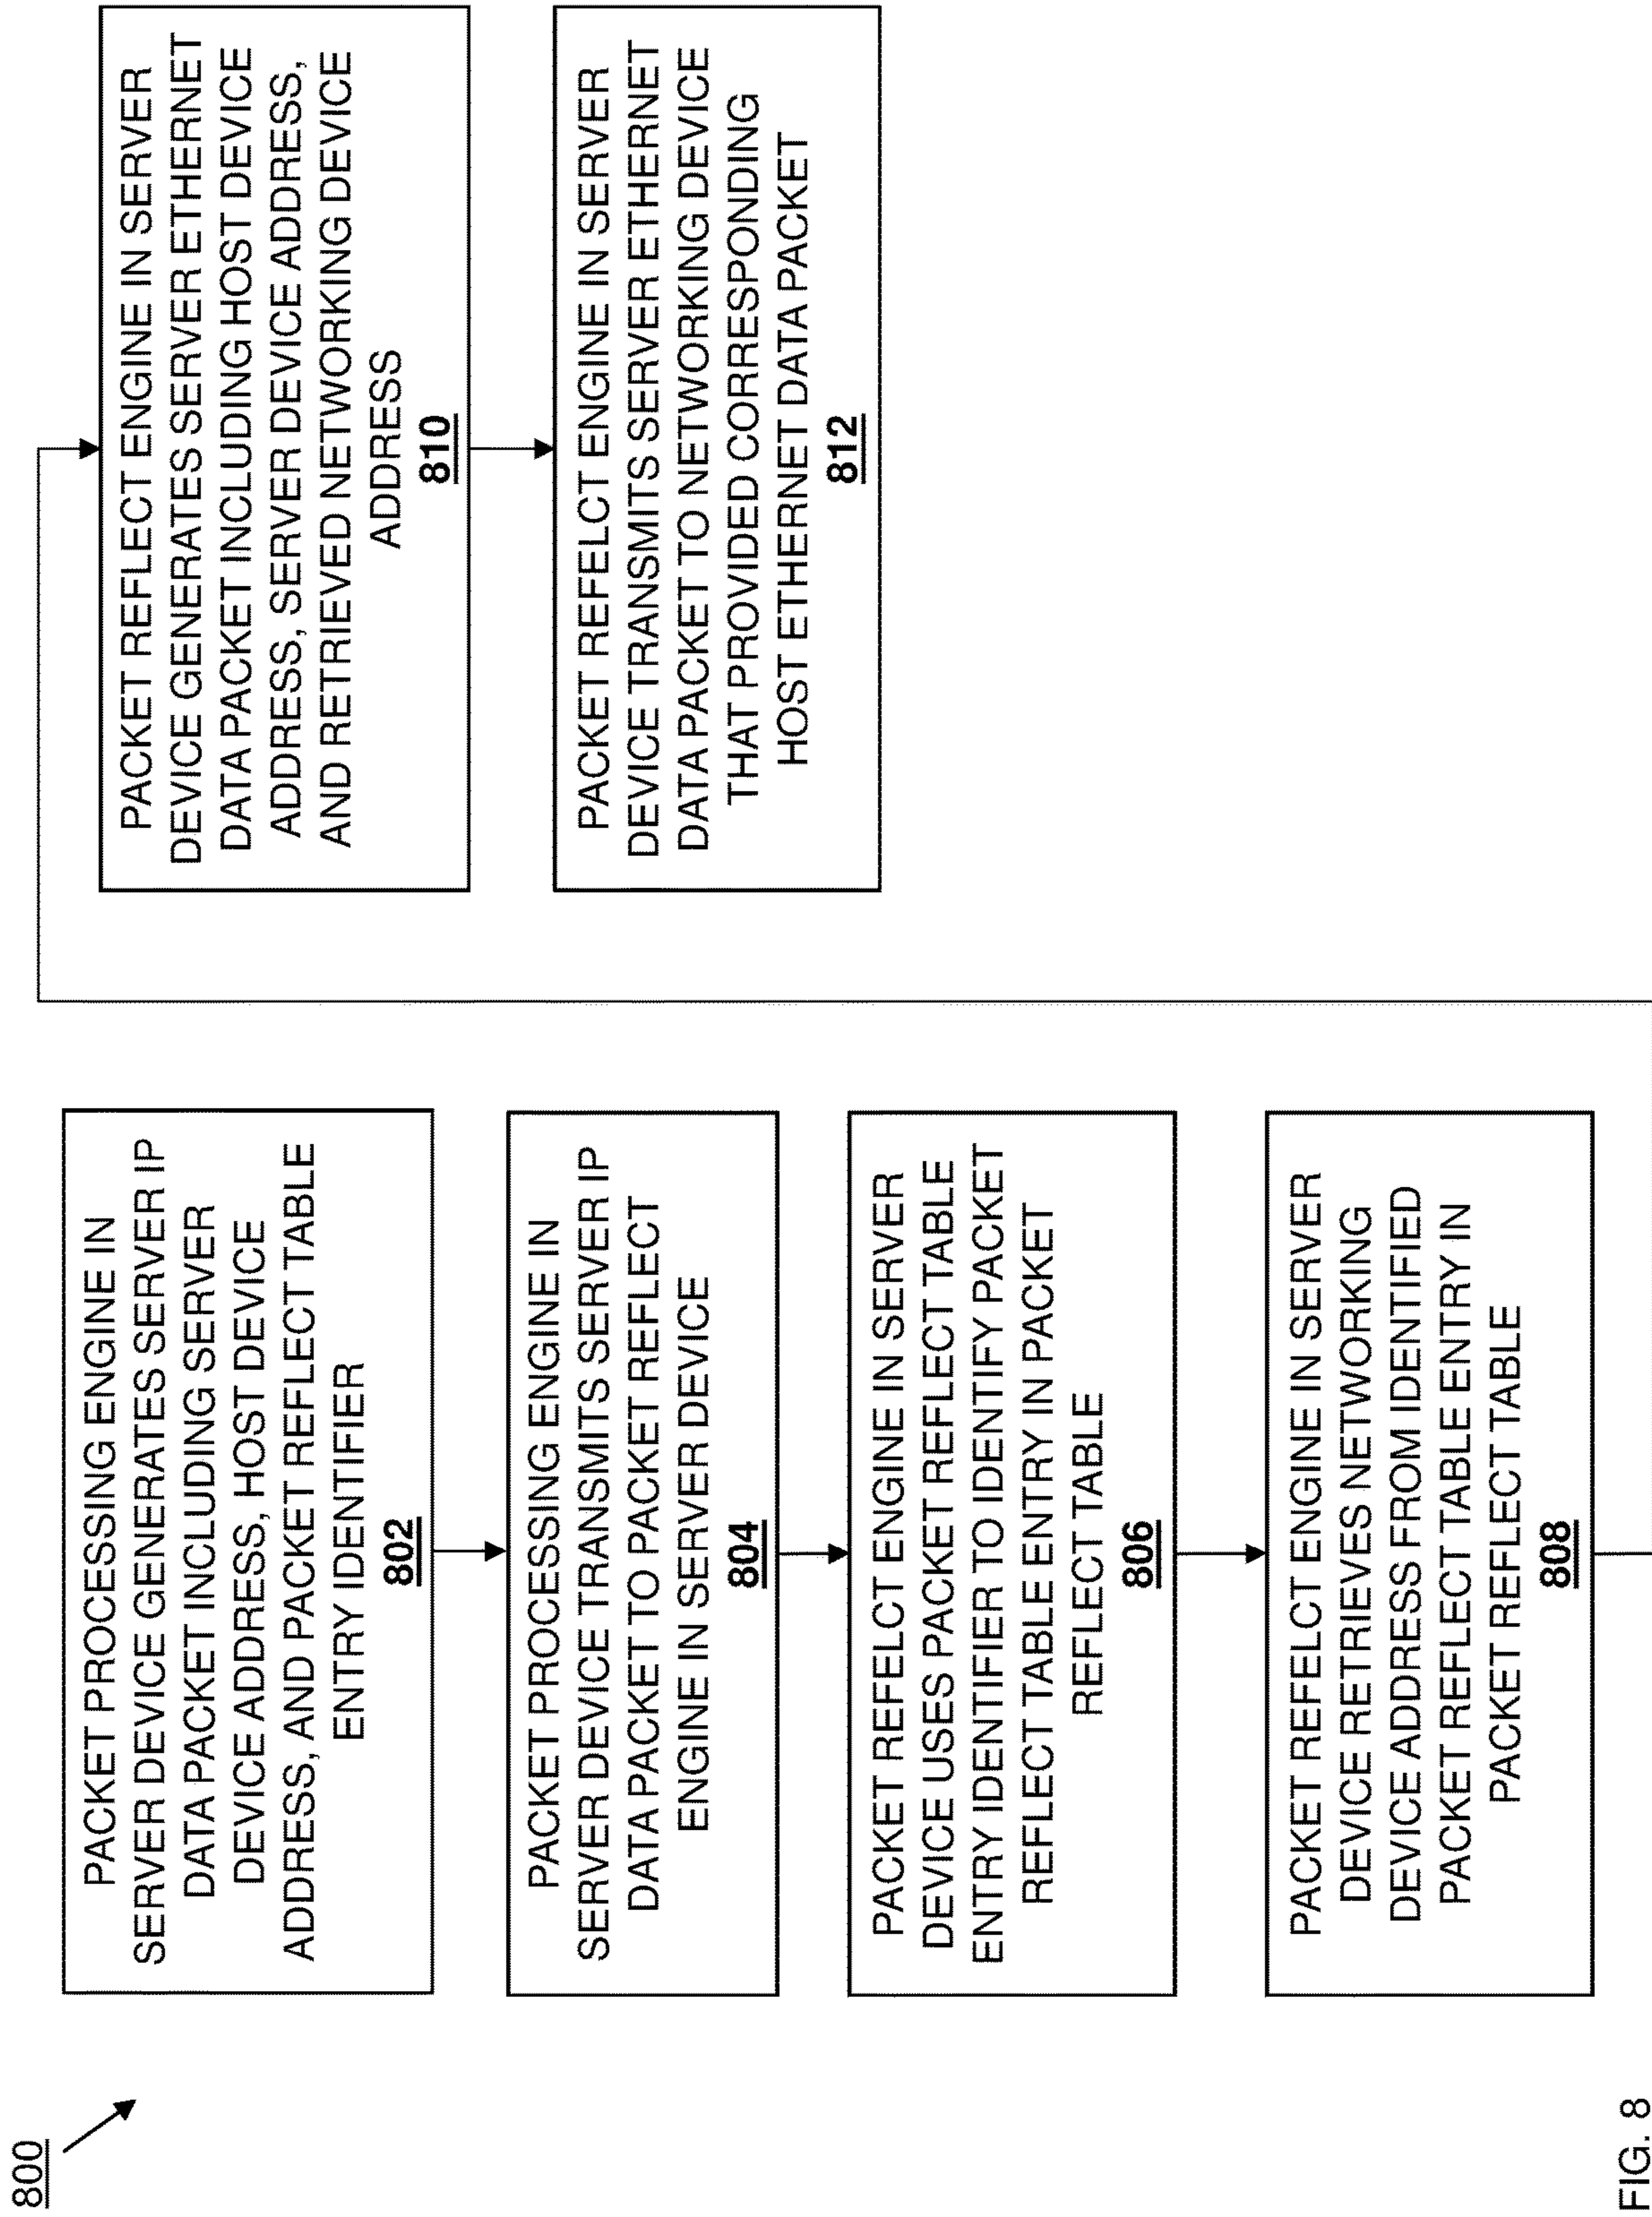 800
PACKET PROCESSING ENGINE IN
SERVER DEVICE GENERATES SERVER IP
DATA PACKET INCLUDING SERVER
DEVICE ADDRESS, HOST DEVICE
ADDRESS, AND PACKET REFLECT TABLE
ENTRY IDENTIFIER
802
PACKET PROCESSING ENGINE IN
SERVER DEVICE TRANSMITS SERVER IP
DATA PACKET TO PACKET REFLECT
ENGINE IN SERVER DEVICE
804
PACKET REFELCT ENGINE IN SERVER
DEVICE USES PACKET REFLECT TABLE
ENTRY IDENTIFIER TO IDENTIFY PACKET
REFLECT TABLE ENTRY IN PACKET
REFLECT TABLE
806
PACKET REFELCT ENGINE IN SERVER
DEVICE RETRIEVES NETWORKING
DEVICE ADDRESS FROM IDENTIFIED
PACKET REFLECT TABLE ENTRY IN
PACKET REFLECT TABLE
808
PACKET REFLECT ENGINE IN SERVER
DEVICE GENERATES SERVER ETHERNET
DATA PACKET INCLUDING HOST DEVICE
ADDRESS, SERVER DEVICE ADDRESS,
AND RETRIEVED NETWORKING DEVICE
ADDRESS
810
PACKET REFELCT ENGINE IN SERVER
DEVICE TRANSMITS SERVER ETHERNET
DATA PACKET TO NETWORKING DEVICE
THAT PROVIDED CORRESPONDING
HOST ETHERNET DATA PACKET
812
FIG. 8